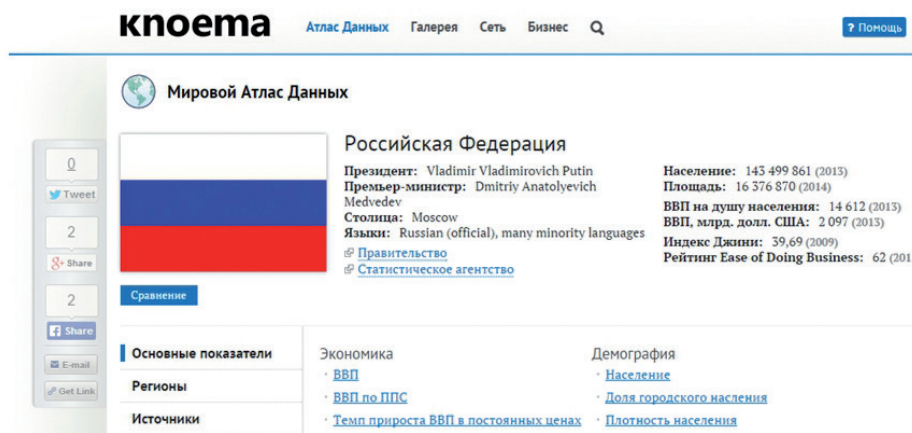 кnоета
Атлас Данных Галерея Сеть Бизнес
? Помощь
Мировой Атлас Данных
0
Tweet
2
Share
2
Share
E-mail
Get Link
Сравнение
Российская Федерация
Президент: Vladimir Vladimirovich Putin
Премьер-министр: Dmitriy Anatolyevich
Medvedev
Столица: Moscow
Языки: Russian (official), many minority languages
Правительство
Статистическое агентство
Население: 143 499 861 (2013)
Площадь: 16 376 870 (2014)
ВВП на душу населения: 14 612 (2013)
ВВП, млрд. долл. США: 2 097 (2013)
Индекс Джини: 39,69 (2009)
Рейтинг Ease of Doing Business: 62 (201
Основные показатели
Регионы
Источники
Экономика
ВВП
ВВП по ППС
Темп прироста ВВП в постоянных ценах
Демография
Население
Доля городского насления
Плотность населения